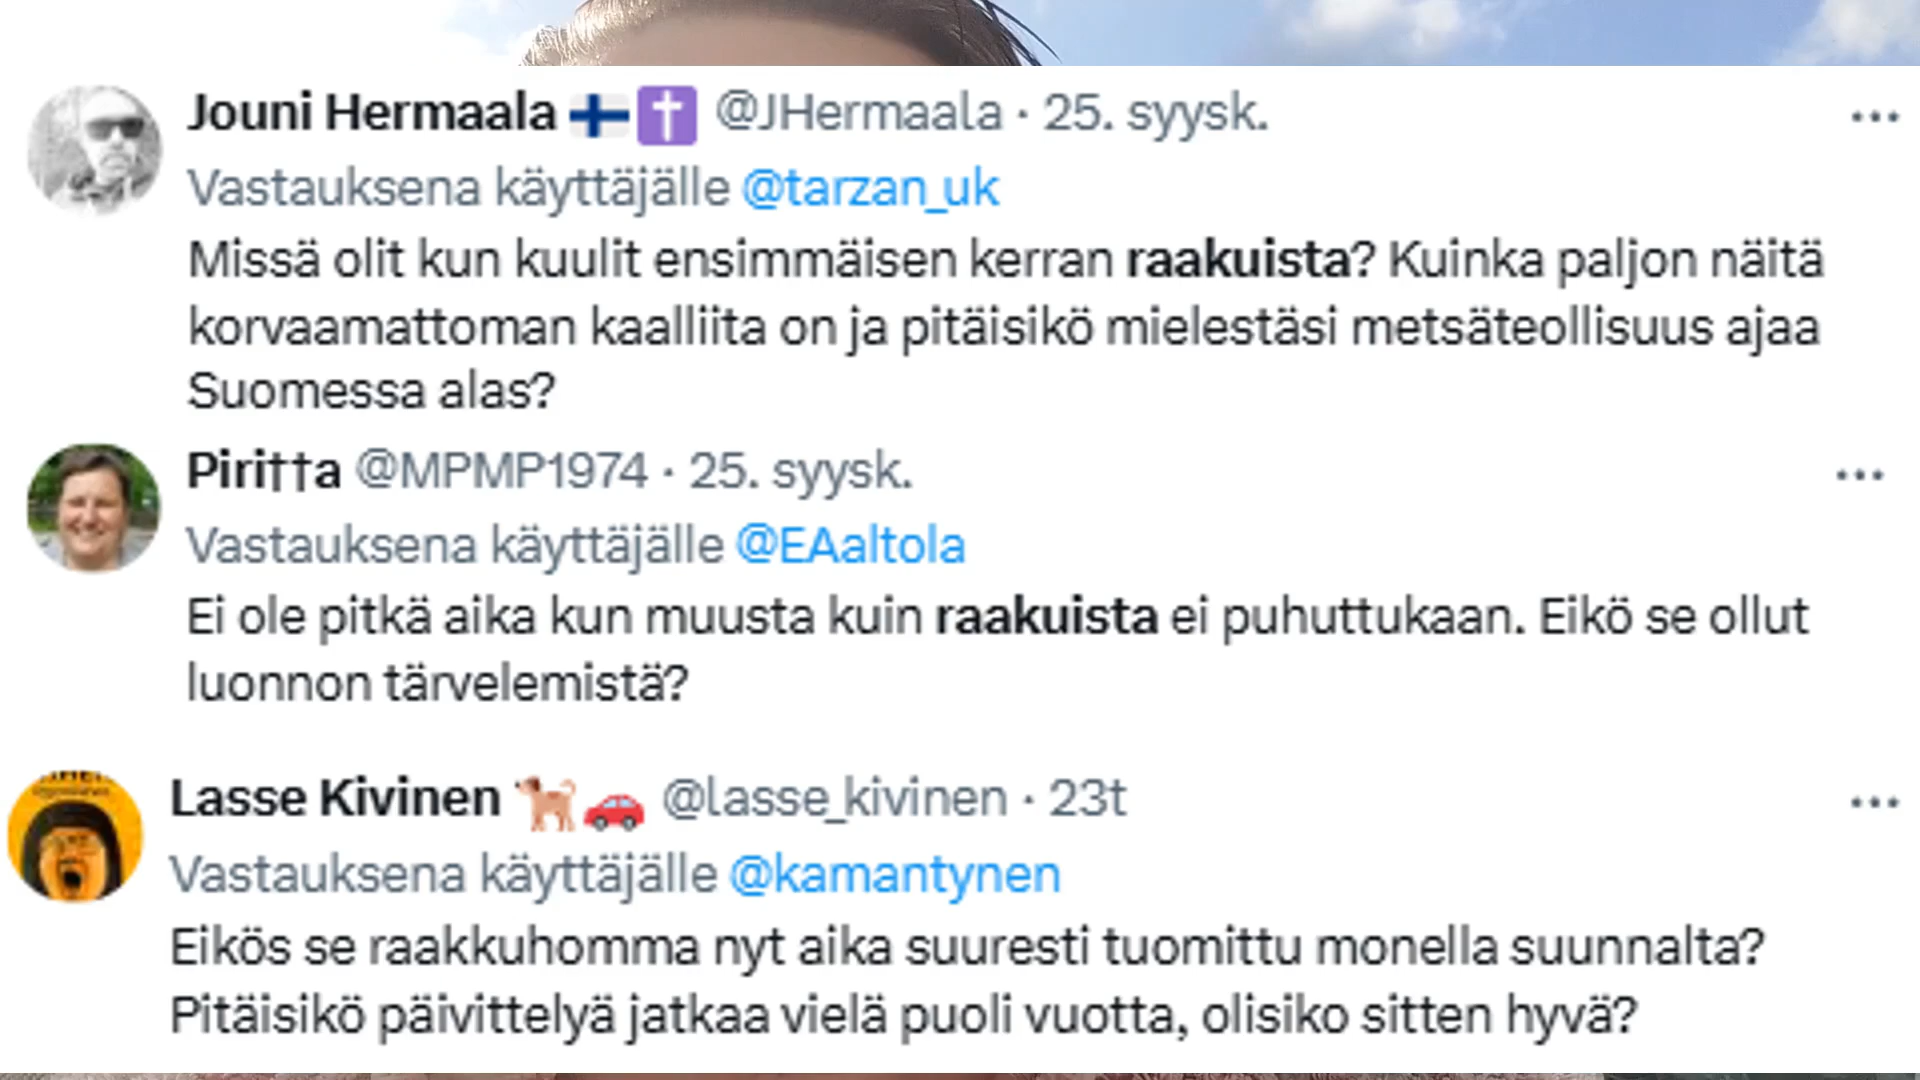 Jouni Hermaala @JHermaala · 25. syysk.
Vastauksena käyttäjälle @tarzan_uk
Missä olit kun kuulit ensimmäisen kerran raakuista? Kuinka paljon näitä
korvaamattoman kaalliita on ja pitäisikö mielestäsi metsäteollisuus ajaa
Suomessa alas?
Piri††a @MPMP1974 · 25. syysk.
Vastauksena käyttäjälle @EAaltola
Ei ole pitkä aika kun muusta kuin raakuista ei puhuttukaan. Eikö se ollut
luonnon tärvelemistä?
Lasse Kivinen @lasse_kivinen · 23t
Vastauksena käyttäjälle @kamantynen
Eikös se raakkuhomma nyt aika suuresti tuomittu monella suunnalta?
Pitäisikö päivittelyä jatkaa vielä puoli vuotta, olisiko sitten hyvä?